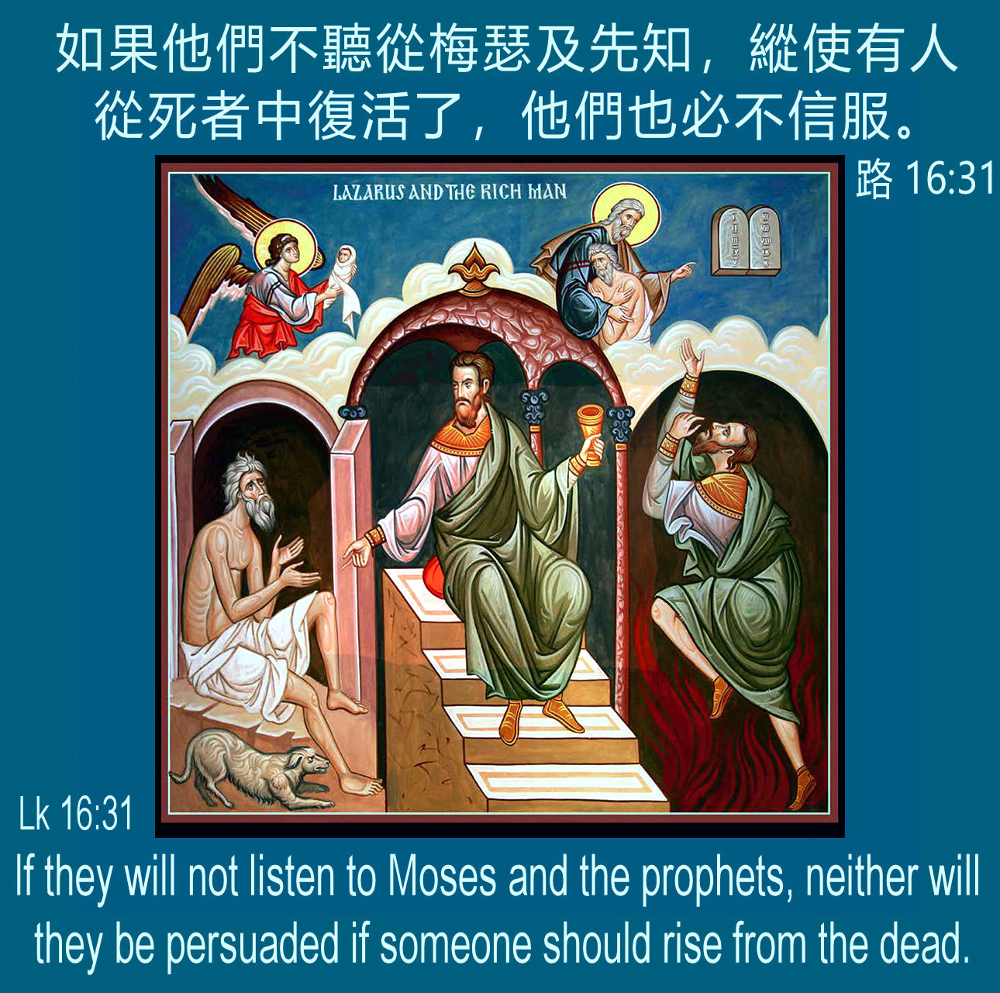 如果他們不聽從梅瑟及先知，縱使有人
從死者中復活了，他們也必不信服。
路 16:31
LAZARUS AND THE RICH MAN
Lk 16:31
If they will not listen to Moses and the prophets, neither will
they be persuaded if someone should rise from the dead.